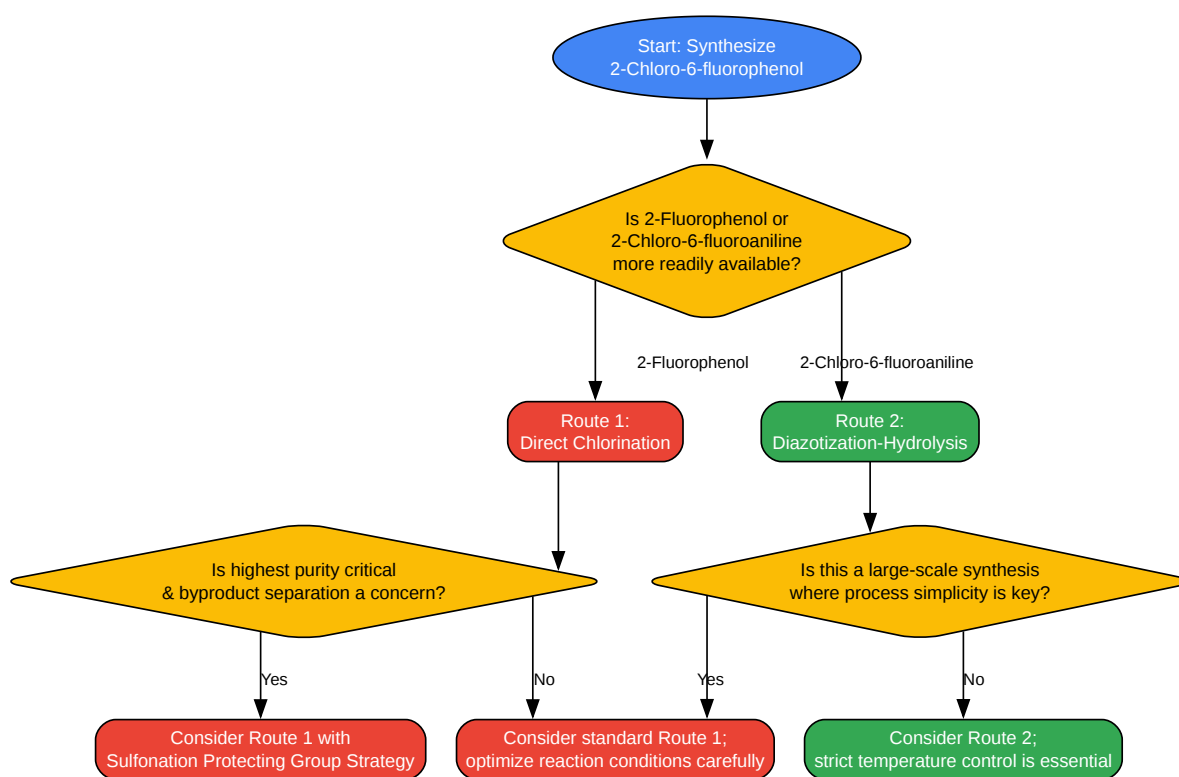 Start: Synthesize
2-Chloro-6-fluorophenol
Is 2-Fluorophenol or
2-Chloro-6-fluoroaniline
more readily available?
2-Fluorophenol
2-Chloro-6-fluoroaniline
Route 1:
Direct Chlorination
Route 2:
Diazotization-Hydrolysis
Is highest purity critical
& byproduct separation a concern?
Is this a large-scale synthesis
where process simplicity is key?
Yes
No
Yes
No
Consider Route 1 with
Sulfonation Protecting Group Strategy
Consider standard Route 1;
optimize reaction conditions carefully
Consider Route 2;
strict temperature control is essential